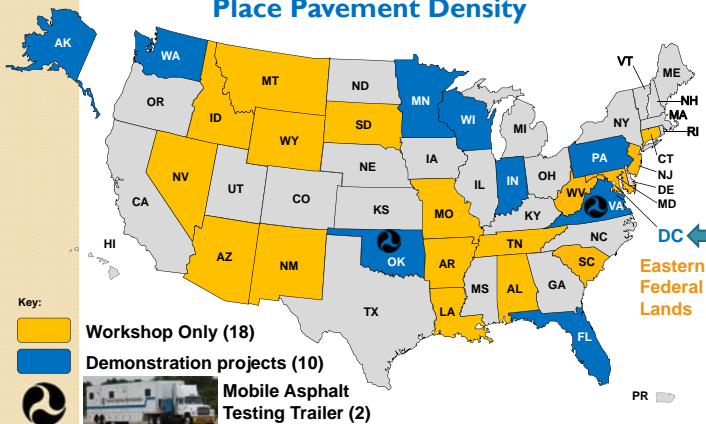 Place Pavement Density
AK
WA
MT
ND
MN
VT
ME
OR
ID
SD
WI
MI
NY
NH
MA
RI
WY
IA
PA
CT
NJ
NE
NV
IL
IN
OH
DE
MD
UT
CO
WV
VA
CA
KS
MO
KY
DC
HI
AZ
NM
OK
AR
TN
NC
Eastern
Federal
Lands
SC
MS
AL
GA
TX
LA
FL
PR
Key:
Workshop Only (18)
Demonstration projects (10)
Mobile Asphalt
Testing Trailer (2)